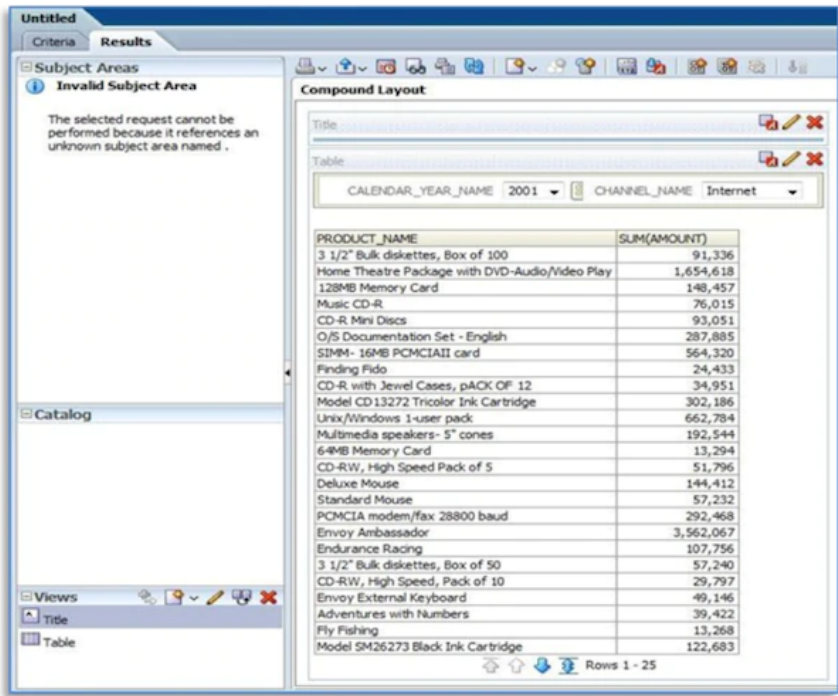 Untitled
Criteria Results
Subject Areas
Invalid Subject Area
The selected request cannot be
performed because it references an
unknown subject area named .
Catalog
Views
Title
Table
Compound Layout
Title
Table
CALENDAR_YEAR_NAME 2001 CHANNEL_NAME Internet
PRODUCT_NAME SUM(AMOUNT)
3 1/2" Bulk diskettes, Box of 100 91,336
Home Theatre Package with DVD-Audio/Video Play 1,654,618
128MB Memory Card 148,457
Music CD-R 76,015
CD-R Mini Discs 93,051
O/S Documentation Set - English 287,885
SIMM- 16MB PCMCIAII card 564,320
Finding Fido 24,433
CD-R with Jewel Cases, pACK OF 12 34,951
Model CD13272 Tricolor Ink Cartridge 302,186
Unix/Windows 1-user pack 662,784
Multimedia speakers- 5" cones 192,544
64MB Memory Card 13,294
CD-RW, High Speed Pack of 5 51,796
Deluxe Mouse 144,412
Standard Mouse 57,232
PCMCIA modem/fax 28800 baud 292,468
Envoy Ambassador 3,562,067
Endurance Racing 107,756
3 1/2" Bulk diskettes, Box of 50 57,240
CD-RW, High Speed, Pack of 10 29,797
Envoy External Keyboard 49,146
Adventures with Numbers 39,422
Fly Fishing 13,268
Model SM26273 Black Ink Cartridge 122,683
Rows 1 - 25